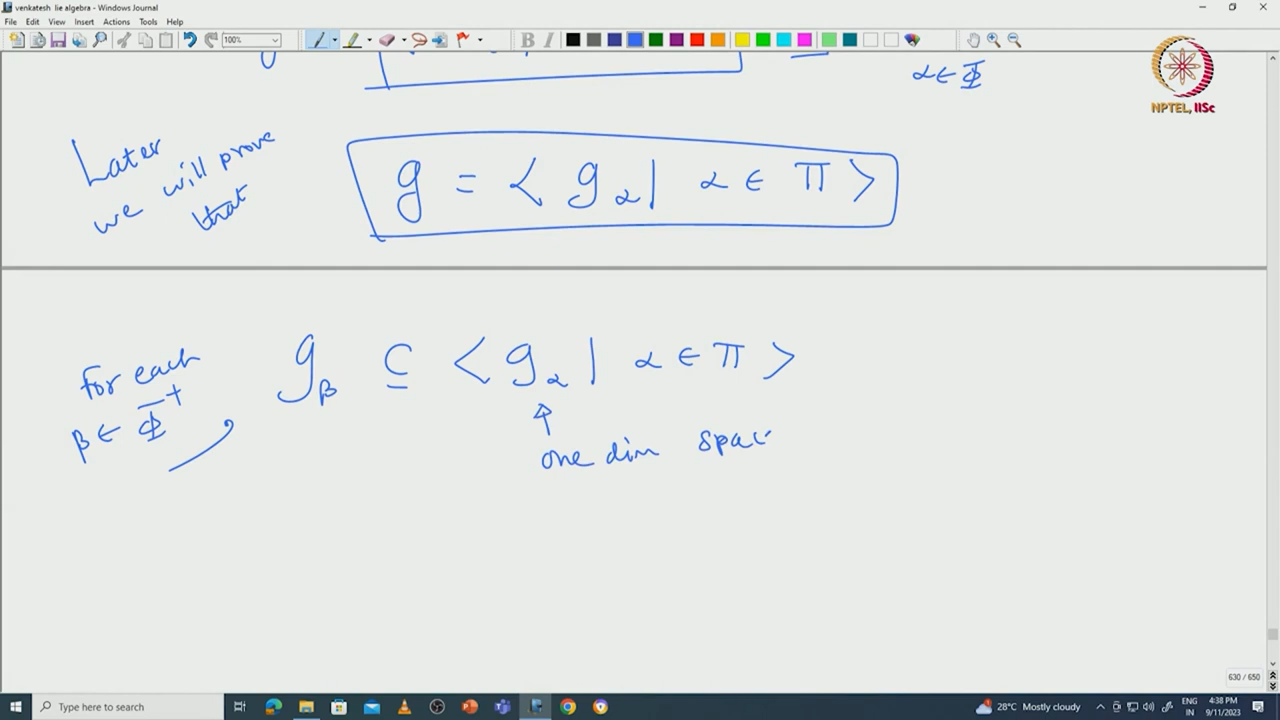 venkatesh lie algebra - Windows Journal
File Edit View Insert Actions Tools Help
100%
B I
NPTEL, IISc
α ∈ Φ
Later we will prove that
g = < g_α | α ∈ Π >
For each β ∈ Φ⁺
g_β ⊆ < g_α | α ∈ Π >
↑
one dim spac
630 / 650
Type here to search
28°C Mostly cloudy
ENG
IN
4:38 PM
9/11/2023